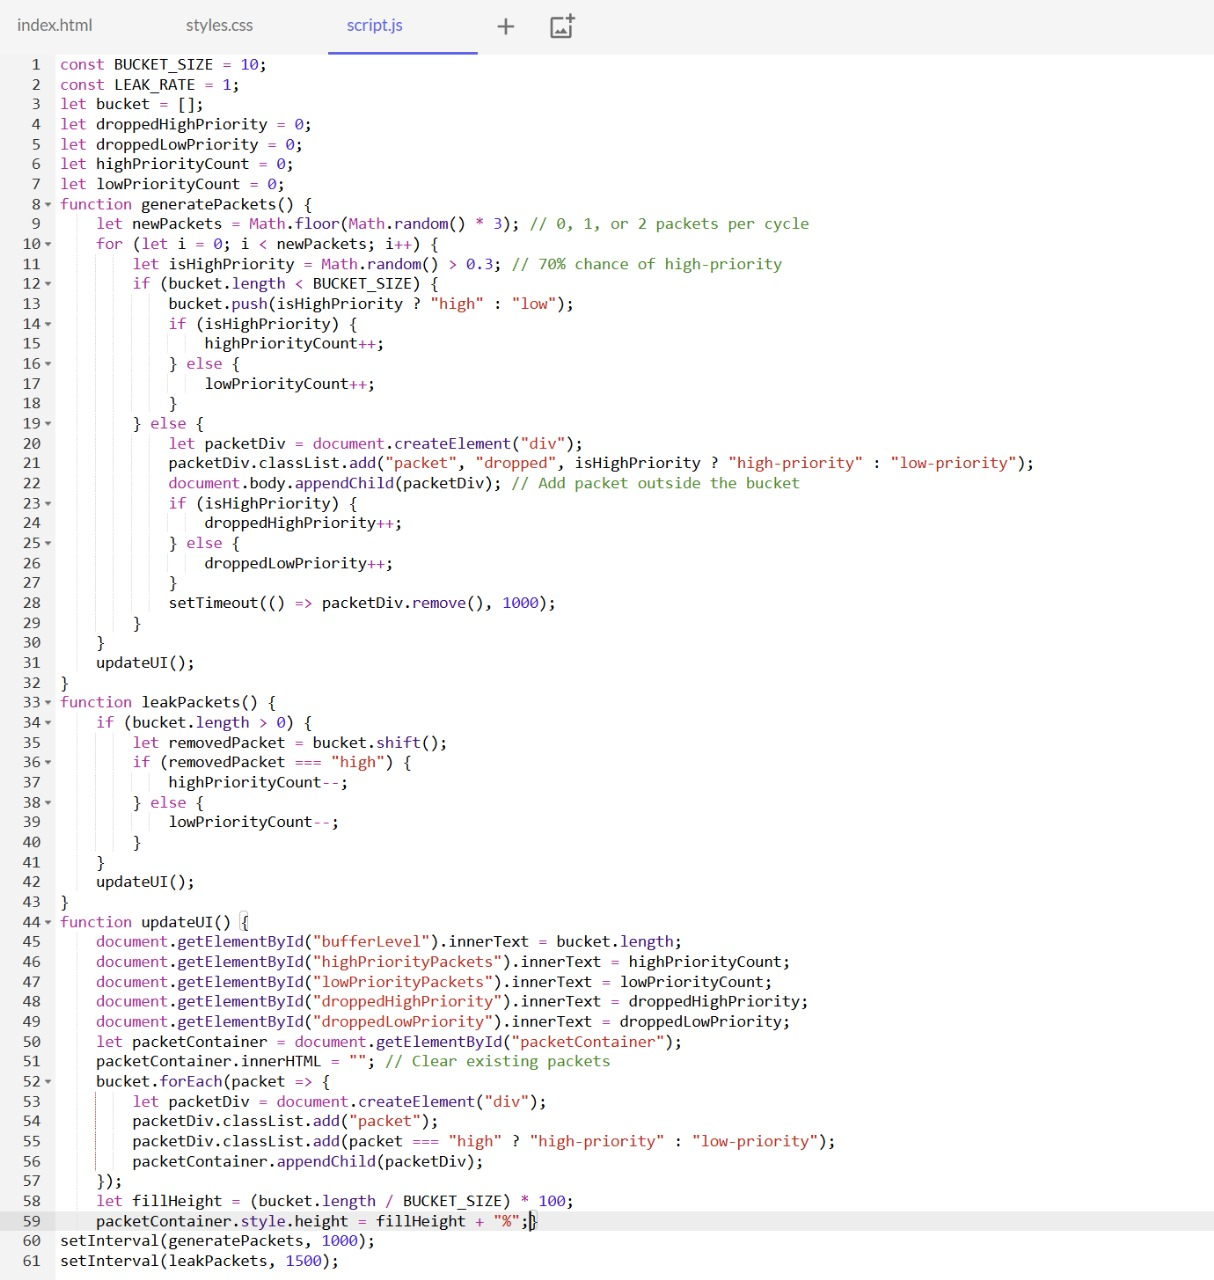 index.html styles.css script.js +
1 const BUCKET_SIZE = 10;
2 const LEAK_RATE = 1;
3 let bucket = [];
4 let droppedHighPriority = 0;
5 let droppedLowPriority = 0;
6 let highPriorityCount = 0;
7 let lowPriorityCount = 0;
8 function generatePackets() {
9     let newPackets = Math.floor(Math.random() * 3); // 0, 1, or 2 packets per cycle
10     for (let i = 0; i < newPackets; i++) {
11         let isHighPriority = Math.random() > 0.3; // 70% chance of high-priority
12         if (bucket.length < BUCKET_SIZE) {
13             bucket.push(isHighPriority ? "high" : "low");
14             if (isHighPriority) {
15                 highPriorityCount++;
16             } else {
17                 lowPriorityCount++;
18             }
19         } else {
20             let packetDiv = document.createElement("div");
21             packetDiv.classList.add("packet", "dropped", isHighPriority ? "high-priority" : "low-priority");
22             document.body.appendChild(packetDiv); // Add packet outside the bucket
23             if (isHighPriority) {
24                 droppedHighPriority++;
25             } else {
26                 droppedLowPriority++;
27             }
28             setTimeout(() => packetDiv.remove(), 1000);
29         }
30     }
31     updateUI();
32 }
33 function leakPackets() {
34     if (bucket.length > 0) {
35         let removedPacket = bucket.shift();
36         if (removedPacket === "high") {
37             highPriorityCount--;
38         } else {
39             lowPriorityCount--;
40         }
41     }
42     updateUI();
43 }
44 function updateUI() {
45     document.getElementById("bufferLevel").innerText = bucket.length;
46     document.getElementById("highPriorityPackets").innerText = highPriorityCount;
47     document.getElementById("lowPriorityPackets").innerText = lowPriorityCount;
48     document.getElementById("droppedHighPriority").innerText = droppedHighPriority;
49     document.getElementById("droppedLowPriority").innerText = droppedLowPriority;
50     let packetContainer = document.getElementById("packetContainer");
51     packetContainer.innerHTML = ""; // Clear existing packets
52     bucket.forEach(packet => {
53         let packetDiv = document.createElement("div");
54         packetDiv.classList.add("packet");
55         packetDiv.classList.add(packet === "high" ? "high-priority" : "low-priority");
56         packetContainer.appendChild(packetDiv);
57     });
58     let fillHeight = (bucket.length / BUCKET_SIZE) * 100;
59     packetContainer.style.height = fillHeight + "%";}
60 setInterval(generatePackets, 1000);
61 setInterval(leakPackets, 1500);